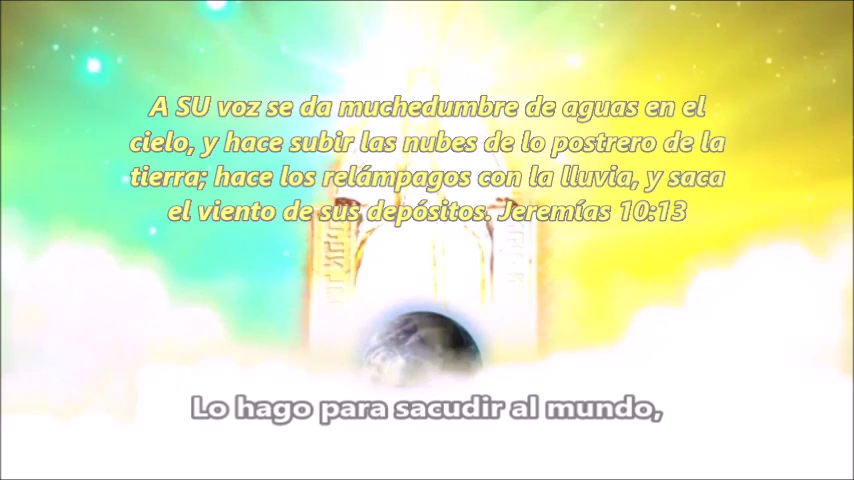 A SU voz se da muchedumbre de aguas en el
cielo, y hace subir las nubes de lo postrero de la
tierra; hace los relámpagos con la lluvia, y saca
el viento de sus depósitos. Jeremías 10:13
Lo hago para sacudir al mundo,